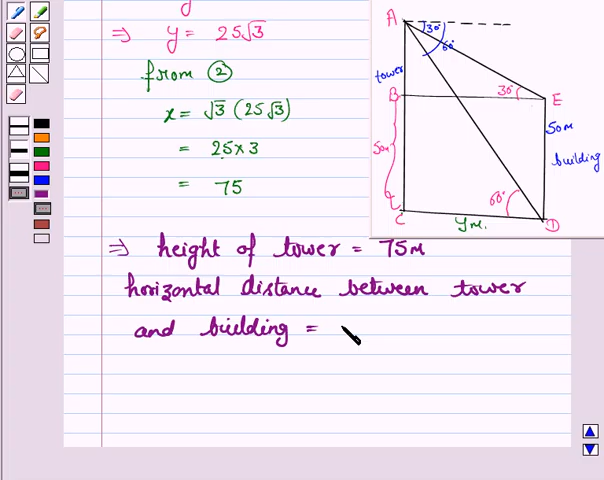 y
⇒ y = 25√3
from ②
x = √3 (25√3)
= 25×3
= 75
⇒ height of tower = 75m
horizontal distance between tower
and building =
A
30°
60°
tower
B
30°
E
50m
50m
building
60°
C
ym.
D